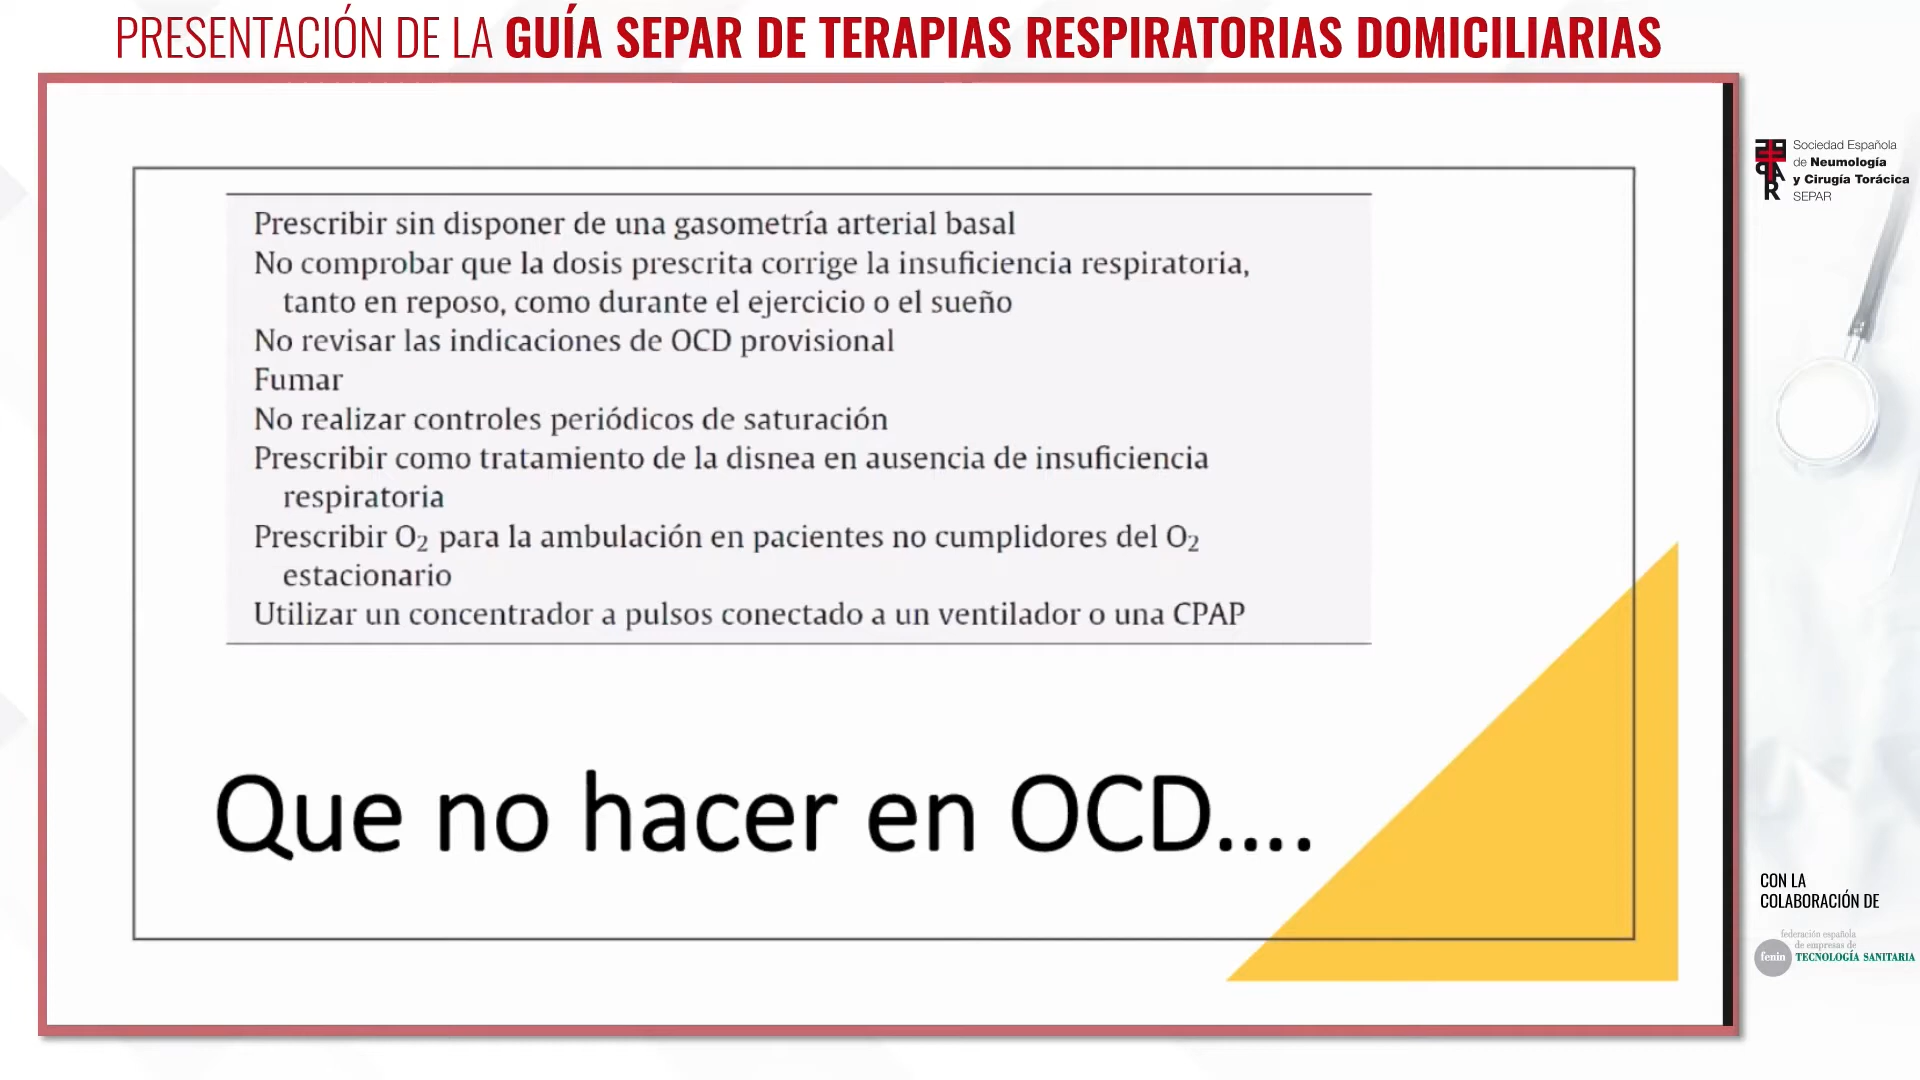 PRESENTACIÓN DE LA GUÍA SEPAR DE TERAPIAS RESPIRATORIAS DOMICILIARIAS
Prescribir sin disponer de una gasometría arterial basal
No comprobar que la dosis prescrita corrige la insuficiencia respiratoria,
tanto en reposo, como durante el ejercicio o el sueño
No revisar las indicaciones de OCD provisional
Fumar
No realizar controles periódicos de saturación
Prescribir como tratamiento de la disnea en ausencia de insuficiencia
respiratoria
Prescribir O₂ para la ambulación en pacientes no cumplidores del O₂
estacionario
Utilizar un concentrador a pulsos conectado a un ventilador o una CPAP
Que no hacer en OCD....
Sociedad Española
de Neumología
y Cirugía Torácica
SEPAR
CON LA
COLABORACIÓN DE
federación española
de empresas de
fenin TECNOLOGÍA SANITARIA